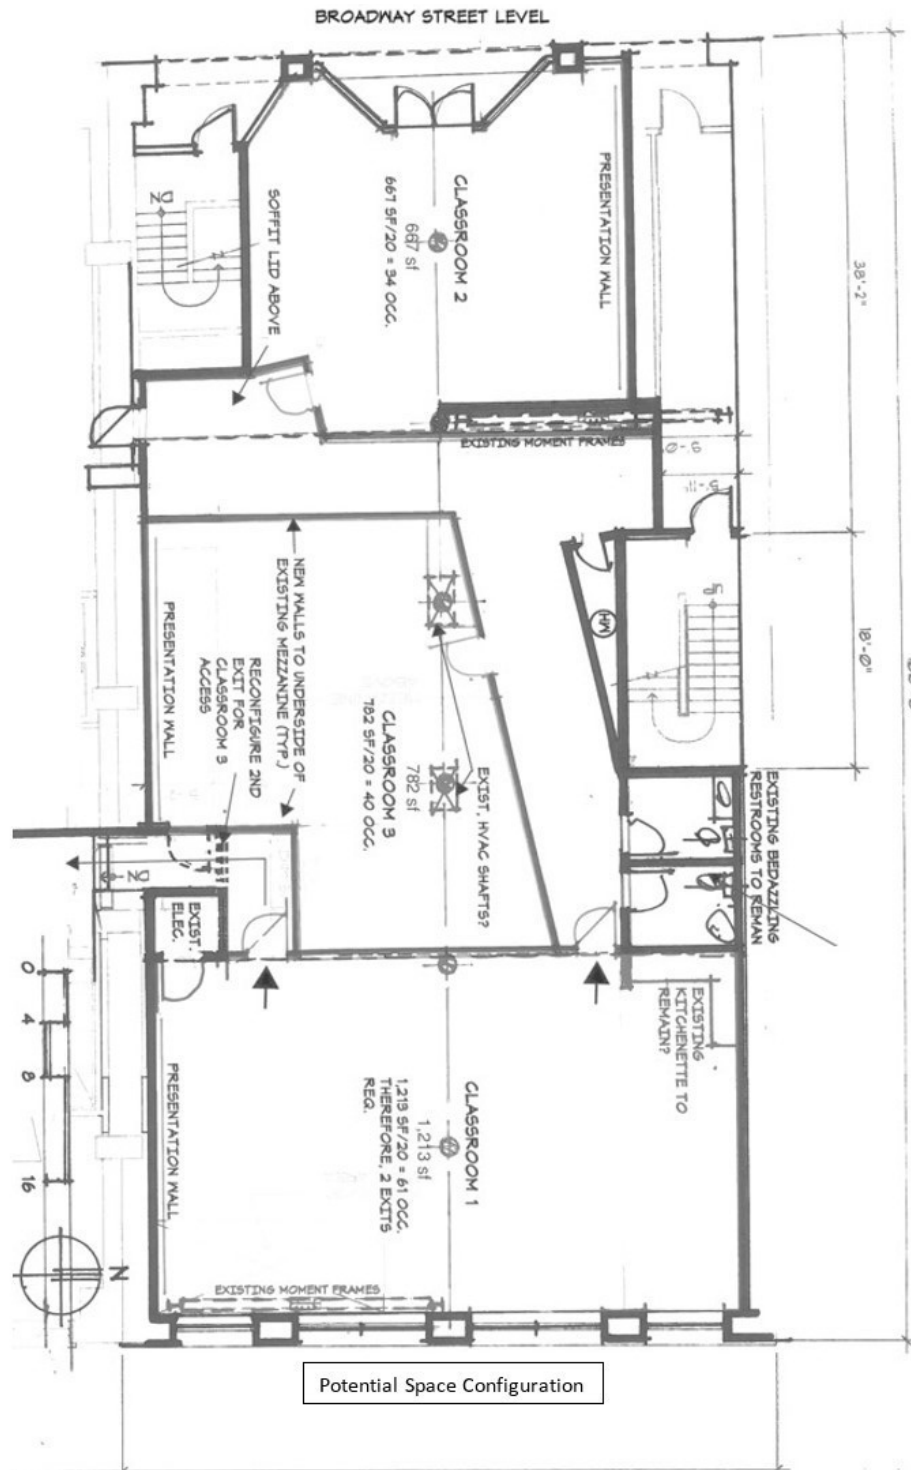 BROADWAY STREET LEVEL
PRESENTATION WALL
CLASSROOM 2
667 sf
667 SF/20 = 34 OCC.
DN
SOFFIT LID ABOVE
38'-2"
EXISTING MOMENT FRAMES
18'-0"
HW
NEW WALLS TO UNDERSIDE OF
EXISTING MEZZANINE (TYP.)
PRESENTATION WALL
RECONFIGURE 2ND
EXIT FOR
CLASSROOM 3
ACCESS
CLASSROOM 3
782 sf
782 SF/20 = 40 OCC.
EXIST. HVAC SHAFTS?
EXISTING BEDAZZLING
RESTROOMS TO REMAN
DN
EXIST.
ELEC.
EXISTING
KITCHENETTE TO
REMAIN?
CLASSROOM 1
1,213 sf
1,213 SF/20 = 61 OCC.
THEREFORE, 2 EXITS
REQ.
PRESENTATION WALL
0 4 8 16
N
EXISTING MOMENT FRAMES
Potential Space Configuration